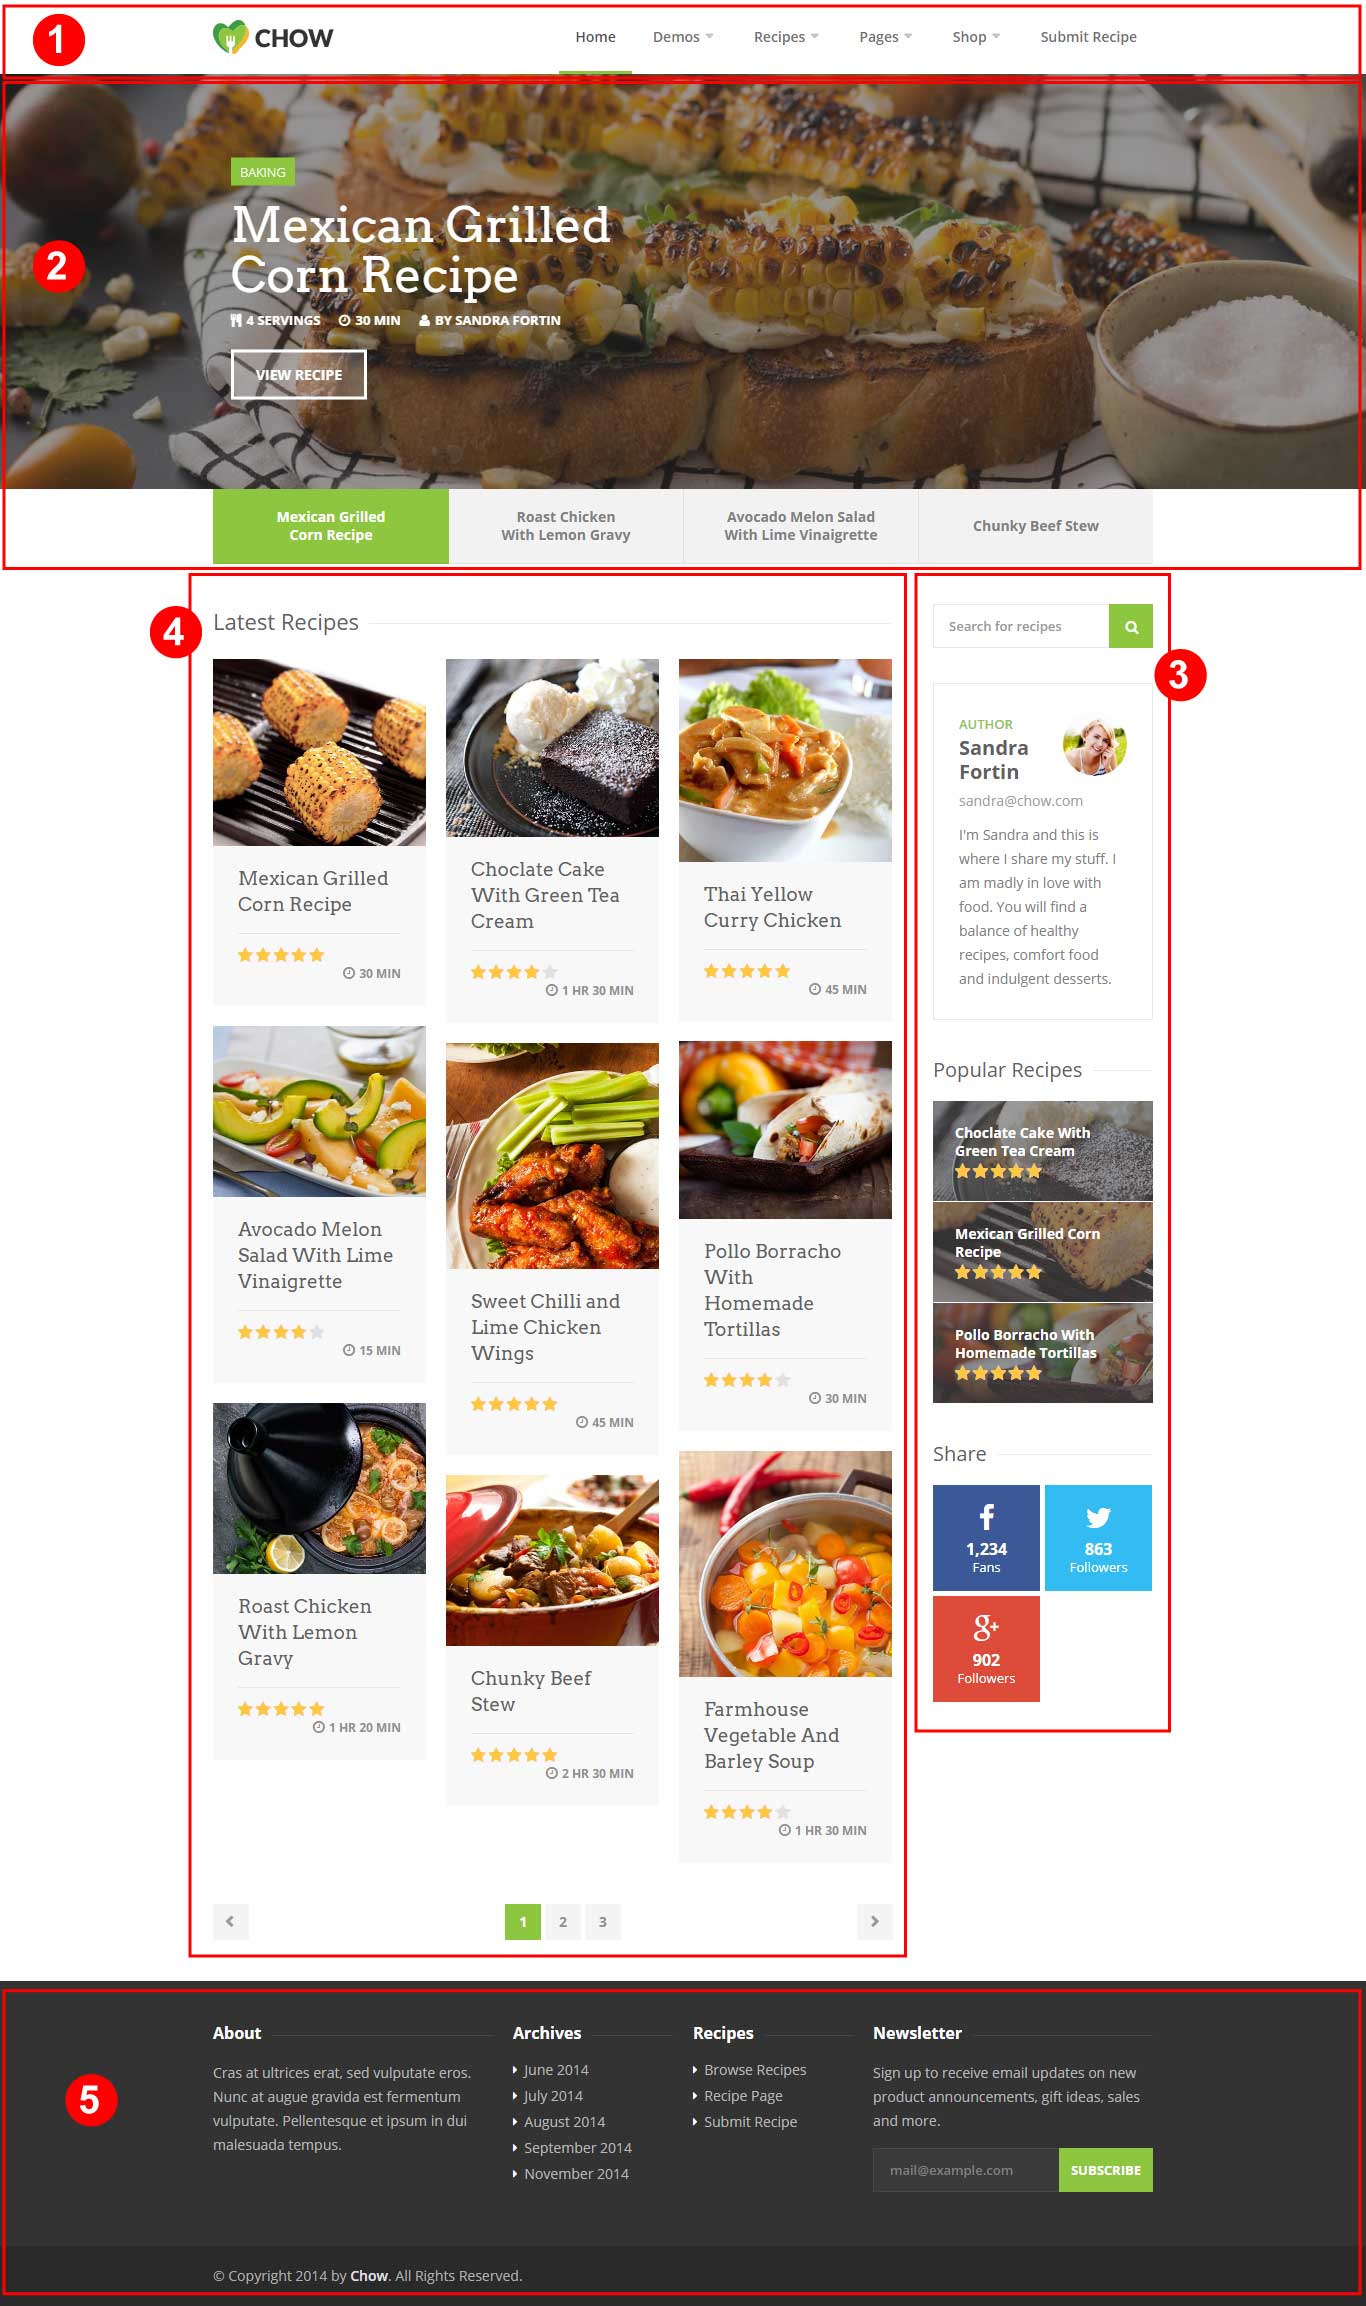 1
CHOW
Home
Demos
Recipes
Pages
Shop
Submit Recipe
2
BAKING
Mexican Grilled
Corn Recipe
4 SERVINGS
30 MIN
BY SANDRA FORTIN
VIEW RECIPE
Mexican Grilled
Corn Recipe
Roast Chicken
With Lemon Gravy
Avocado Melon Salad
With Lime Vinaigrette
Chunky Beef Stew
4
Latest Recipes
Mexican Grilled
Corn Recipe
30 MIN
Choclate Cake
With Green Tea
Cream
1 HR 30 MIN
Thai Yellow
Curry Chicken
45 MIN
Avocado Melon
Salad With Lime
Vinaigrette
15 MIN
Sweet Chilli and
Lime Chicken
Wings
45 MIN
Pollo Borracho
With
Homemade
Tortillas
30 MIN
Roast Chicken
With Lemon
Gravy
1 HR 20 MIN
Chunky Beef
Stew
2 HR 30 MIN
Farmhouse
Vegetable And
Barley Soup
1 HR 30 MIN
1
2
3
3
Search for recipes
AUTHOR
Sandra
Fortin
sandra@chow.com
I'm Sandra and this is
where I share my stuff. I
am madly in love with
food. You will find a
balance of healthy
recipes, comfort food
and indulgent desserts.
Popular Recipes
Choclate Cake With
Green Tea Cream
Mexican Grilled Corn
Recipe
Pollo Borracho With
Homemade Tortillas
Share
f
1,234
Fans
863
Followers
g+
902
Followers
5
About
Cras at ultrices erat, sed vulputate eros.
Nunc at augue gravida est fermentum
vulputate. Pellentesque et ipsum in dui
malesuada tempus.
Archives
June 2014
July 2014
August 2014
September 2014
November 2014
Recipes
Browse Recipes
Recipe Page
Submit Recipe
Newsletter
Sign up to receive email updates on new
product announcements, gift ideas, sales
and more.
mail@example.com
SUBSCRIBE
© Copyright 2014 by Chow. All Rights Reserved.